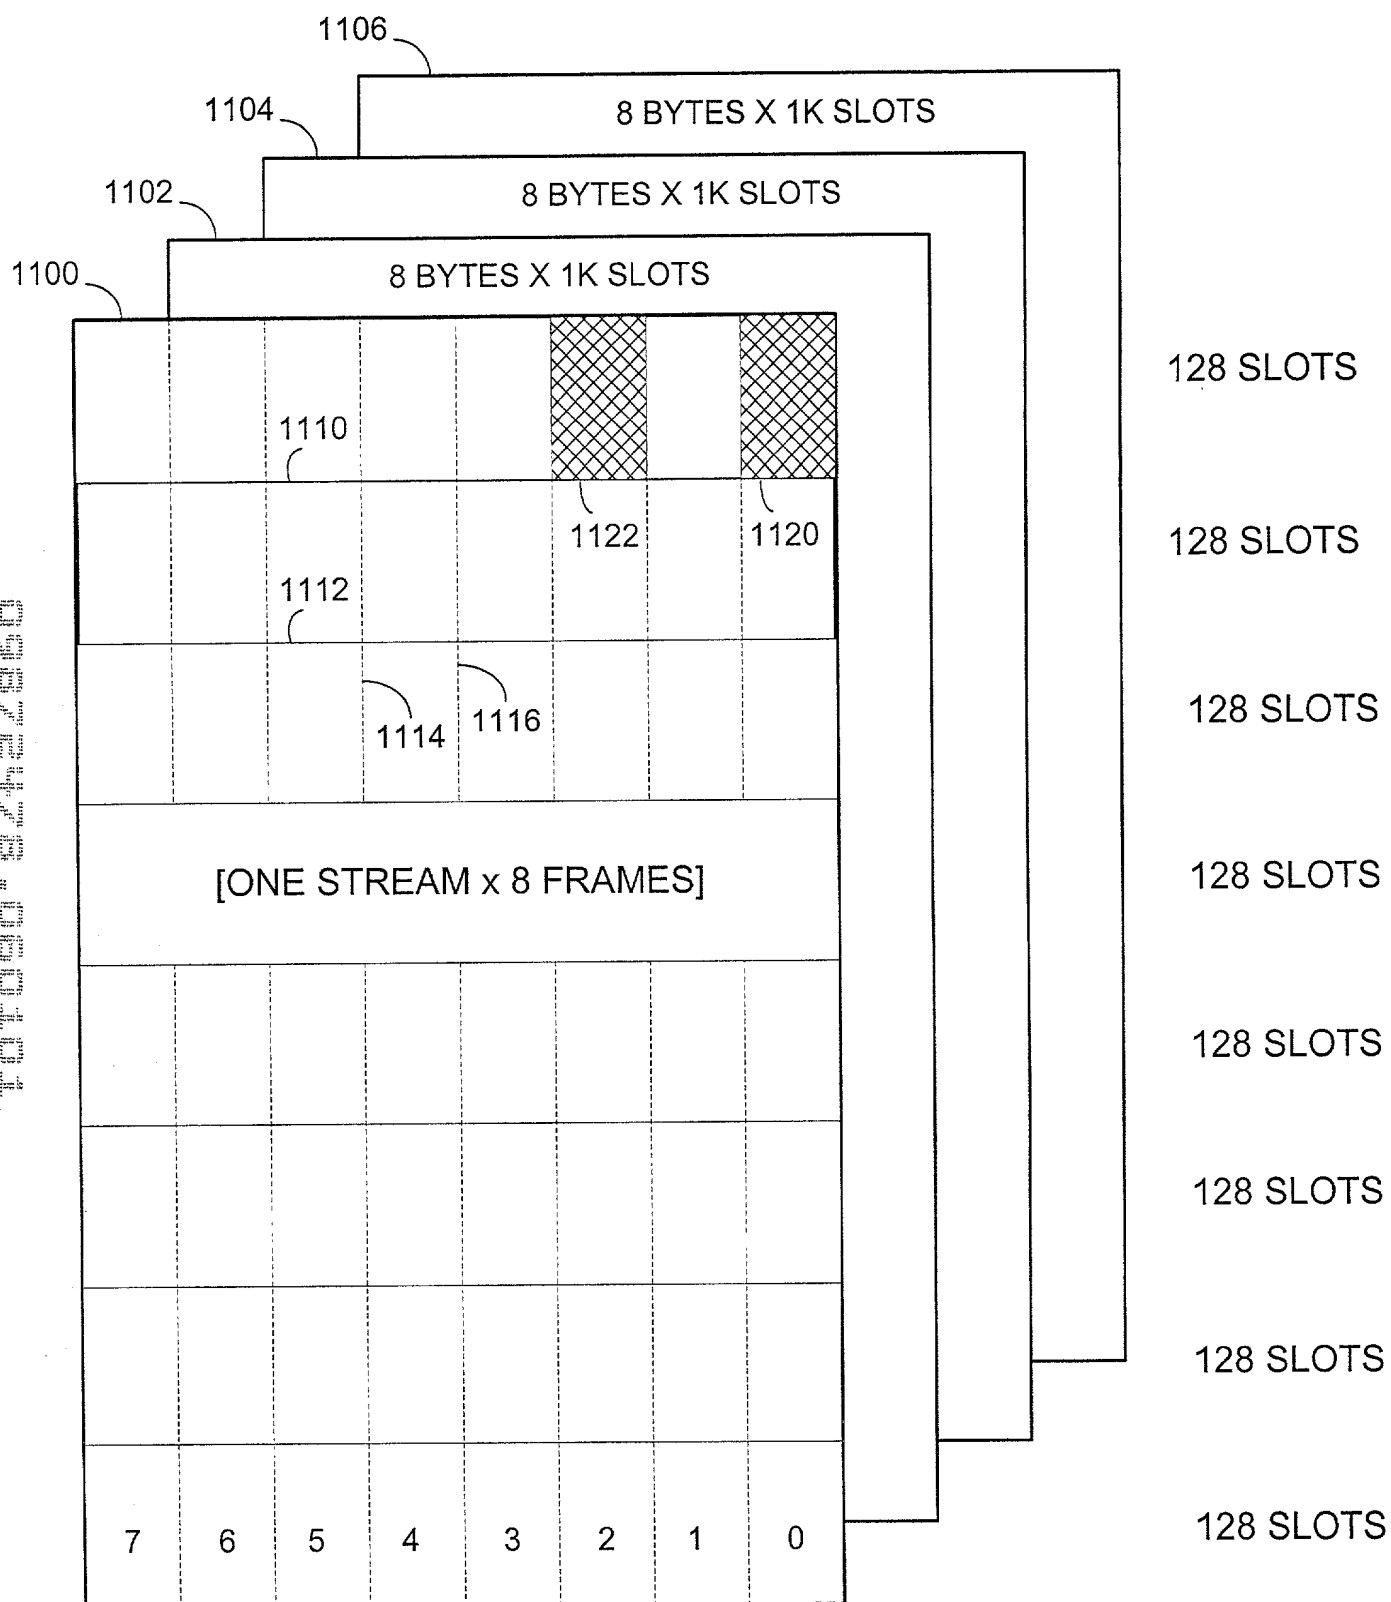 1106
8 BYTES X 1K SLOTS
1104
8 BYTES X 1K SLOTS
1102
8 BYTES X 1K SLOTS
1100
128 SLOTS
1110
1122
1120
128 SLOTS
1112
1114
1116
128 SLOTS
[ONE STREAM x 8 FRAMES]
128 SLOTS
128 SLOTS
128 SLOTS
128 SLOTS
7 6 5 4 3 2 1 0
128 SLOTS